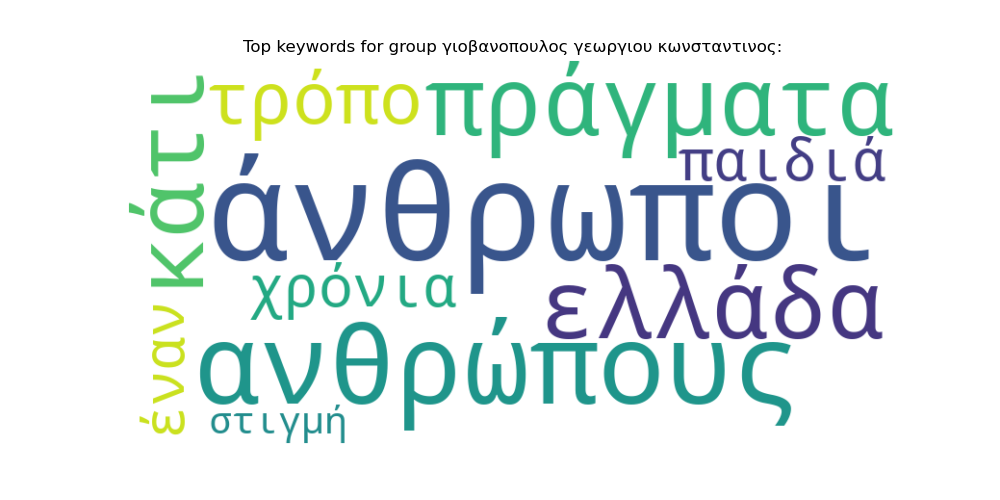 Top keywords for group γιοβανοπουλος γεωργιου κωνσταντινος:
κάτι
τρόπο
πράγματα
παιδιά
άνθρωποι
χρόνια
ελλάδα
έναν
ανθρώπους
στιγμή